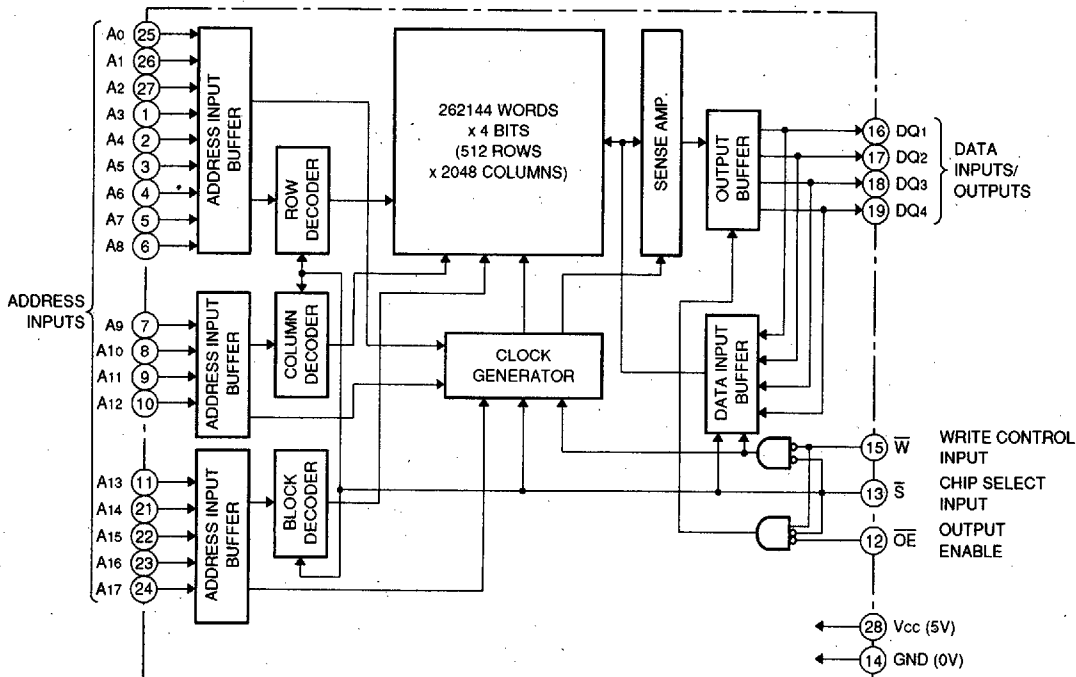 A0 25
A1 26
A2 27
A3 1
A4 2
A5 3
A6 4
A7 5
A8 6
ADDRESS
INPUTS
A9 7
A10 8
A11 9
A12 10
A13 11
A14 21
A15 22
A16 23
A17 24
ADDRESS INPUT
BUFFER
ADDRESS INPUT
BUFFER
ADDRESS INPUT
BUFFER
ROW
DECODER
COLUMN
DECODER
BLOCK
DECODER
262144 WORDS
x 4 BITS
(512 ROWS
x 2048 COLUMNS)
CLOCK
GENERATOR
SENSE AMP.
OUTPUT
BUFFER
DATA INPUT
BUFFER
16 DQ1
17 DQ2
18 DQ3
19 DQ4
DATA
INPUTS/
OUTPUTS
15 W̅ WRITE CONTROL
INPUT
13 S̅ CHIP SELECT
INPUT
12 O̅E̅ OUTPUT
ENABLE
28 Vcc (5V)
14 GND (0V)